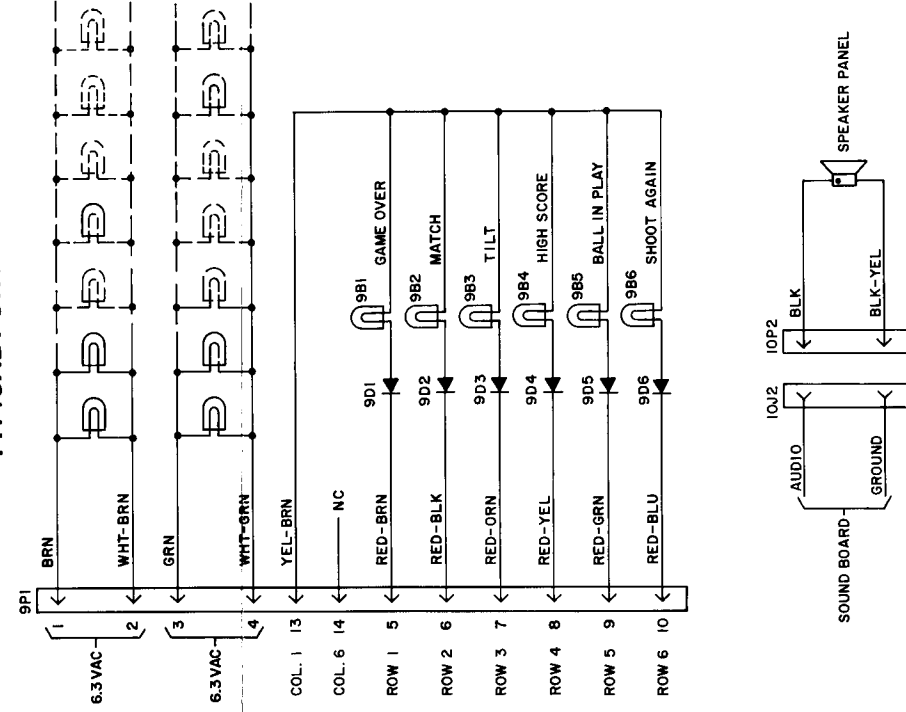 9P1
6.3 VAC
1
BRN
2
WHT-BRN
6.3 VAC
3
GRN
4
WHT-GRN
COL. 1 13
YEL-BRN
COL. 6 14
NC
ROW 1 5
RED-BRN
9D1
9B1
GAME OVER
ROW 2 6
RED-BLK
9D2
9B2
MATCH
ROW 3 7
RED-ORN
9D3
9B3
TILT
ROW 4 8
RED-YEL
9D4
9B4
HIGH SCORE
ROW 5 9
RED-GRN
9D5
9B5
BALL IN PLAY
ROW 6 10
RED-BLU
9D6
9B6
SHOOT AGAIN
SOUND BOARD
AUDIO
GROUND
10J2
10P2
BLK
BLK-YEL
SPEAKER PANEL